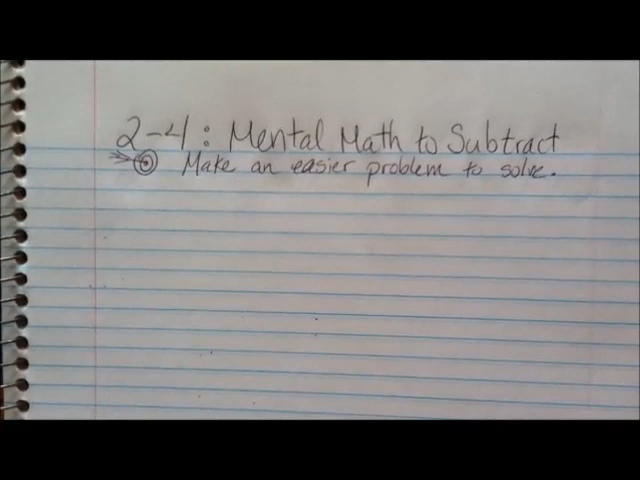 2-4: Mental Math to Subtract
Make an easier problem to solve.